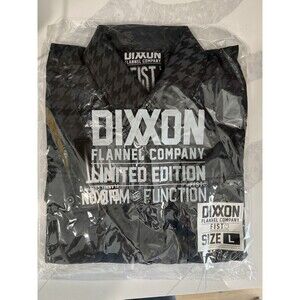 DIXXON
FLANNEL COMPANY
FIST
DIXXON
FLANNEL COMPANY
LIMITED EDITION
FUNCTION
DIXXON
FLANNEL COMPANY
FIST
SIZE L